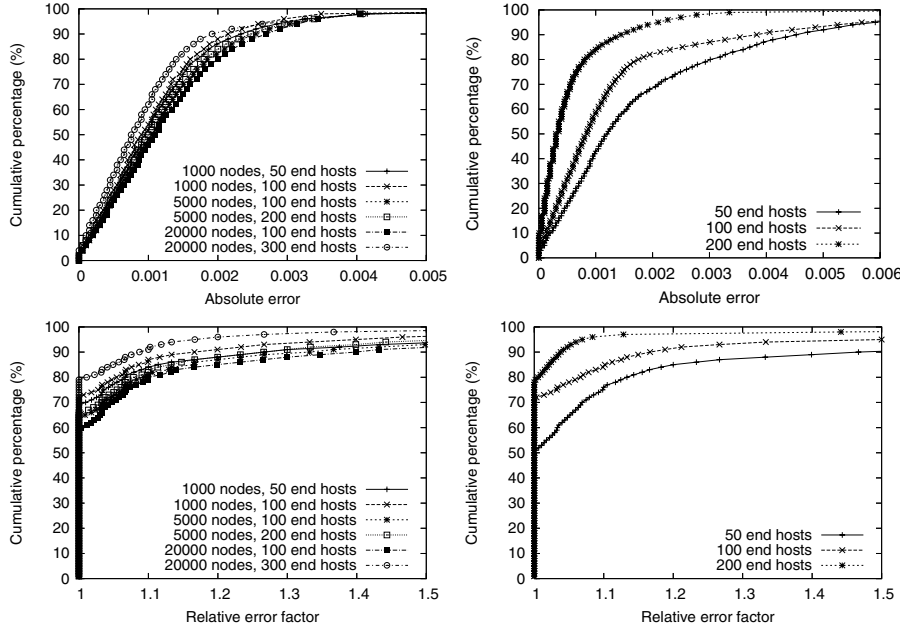 Cumulative percentage (%)
100
90
80
70
60
50
40
30
20
10
0
1000 nodes, 50 end hosts
1000 nodes, 100 end hosts
5000 nodes, 100 end hosts
5000 nodes, 200 end hosts
20000 nodes, 100 end hosts
20000 nodes, 300 end hosts
0 0.001 0.002 0.003 0.004 0.005
Absolute error
Cumulative percentage (%)
100
90
80
70
60
50
40
30
20
10
0
50 end hosts
100 end hosts
200 end hosts
0 0.001 0.002 0.003 0.004 0.005 0.006
Absolute error
Cumulative percentage (%)
100
90
80
70
60
50
40
30
20
10
0
1000 nodes, 50 end hosts
1000 nodes, 100 end hosts
5000 nodes, 100 end hosts
5000 nodes, 200 end hosts
20000 nodes, 100 end hosts
20000 nodes, 300 end hosts
1 1.1 1.2 1.3 1.4 1.5
Relative error factor
Cumulative percentage (%)
100
90
80
70
60
50
40
30
20
10
0
50 end hosts
100 end hosts
200 end hosts
1 1.1 1.2 1.3 1.4 1.5
Relative error factor